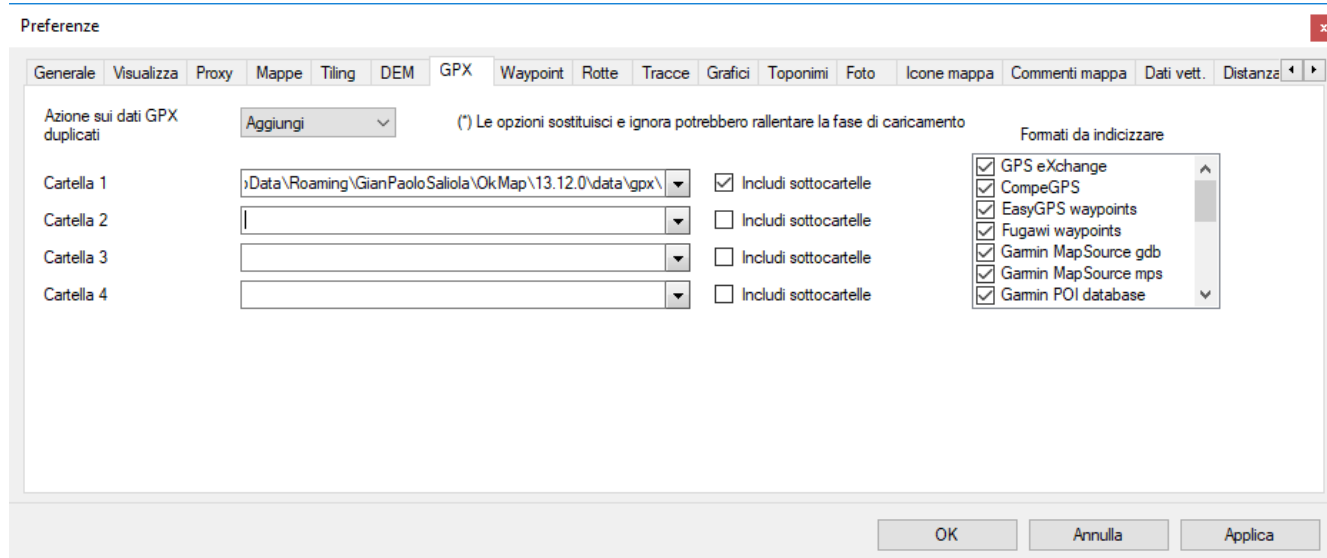 Preferenze
x
Generale Visualizza Proxy Mappe Tiling DEM GPX Waypoint Rotte Tracce Grafici Toponimi Foto Icone mappa Commenti mappa Dati vett. Distanza
Azione sui dati GPX
duplicati
Aggiungi
(*) Le opzioni sostituisci e ignora potrebbero rallentare la fase di caricamento
Formati da indicizzare
Cartella 1
Data\Roaming\GianPaoloSaliola\OkMap\13.12.0\data\gpx\
Includi sottocartelle
Cartella 2
Includi sottocartelle
Cartella 3
Includi sottocartelle
Cartella 4
Includi sottocartelle
GPS eXchange
CompeGPS
EasyGPS waypoints
Fugawi waypoints
Garmin MapSource gdb
Garmin MapSource mps
Garmin POI database
OK
Annulla
Applica